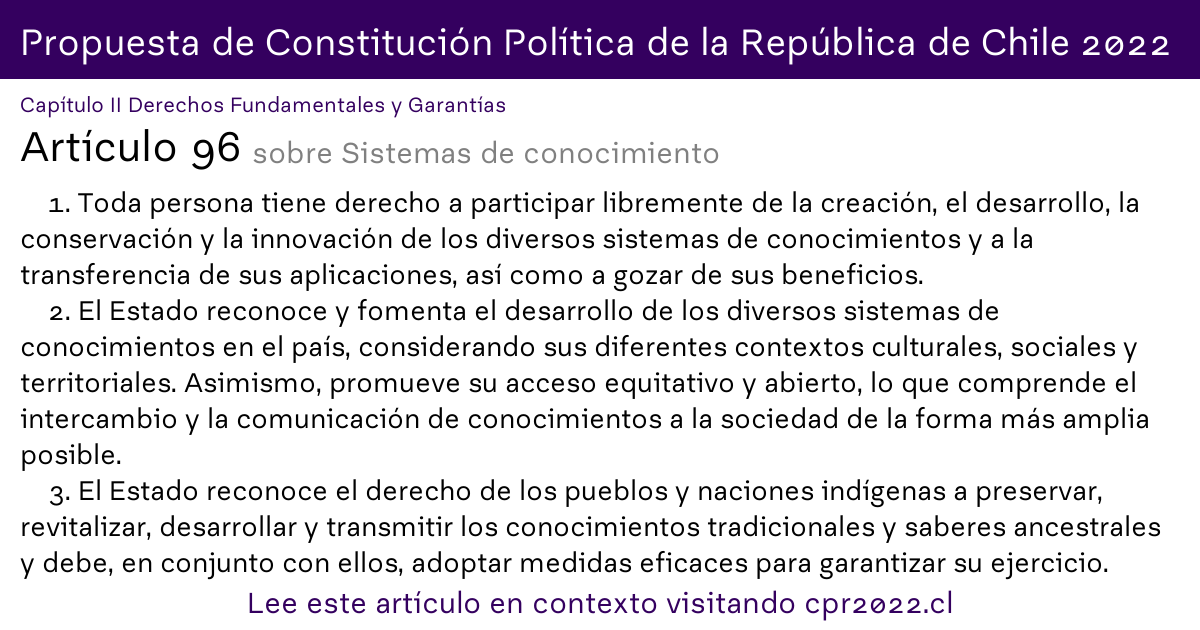 Propuesta de Constitución Política de la República de Chile 2022
Capítulo II Derechos Fundamentales y Garantías
Artículo 96 sobre Sistemas de conocimiento
1. Toda persona tiene derecho a participar libremente de la creación, el desarrollo, la
conservación y la innovación de los diversos sistemas de conocimientos y a la
transferencia de sus aplicaciones, así como a gozar de sus beneficios.
2. El Estado reconoce y fomenta el desarrollo de los diversos sistemas de
conocimientos en el país, considerando sus diferentes contextos culturales, sociales y
territoriales. Asimismo, promueve su acceso equitativo y abierto, lo que comprende el
intercambio y la comunicación de conocimientos a la sociedad de la forma más amplia
posible.
3. El Estado reconoce el derecho de los pueblos y naciones indígenas a preservar,
revitalizar, desarrollar y transmitir los conocimientos tradicionales y saberes ancestrales
y debe, en conjunto con ellos, adoptar medidas eficaces para garantizar su ejercicio.
Lee este artículo en contexto visitando cpr2022.cl